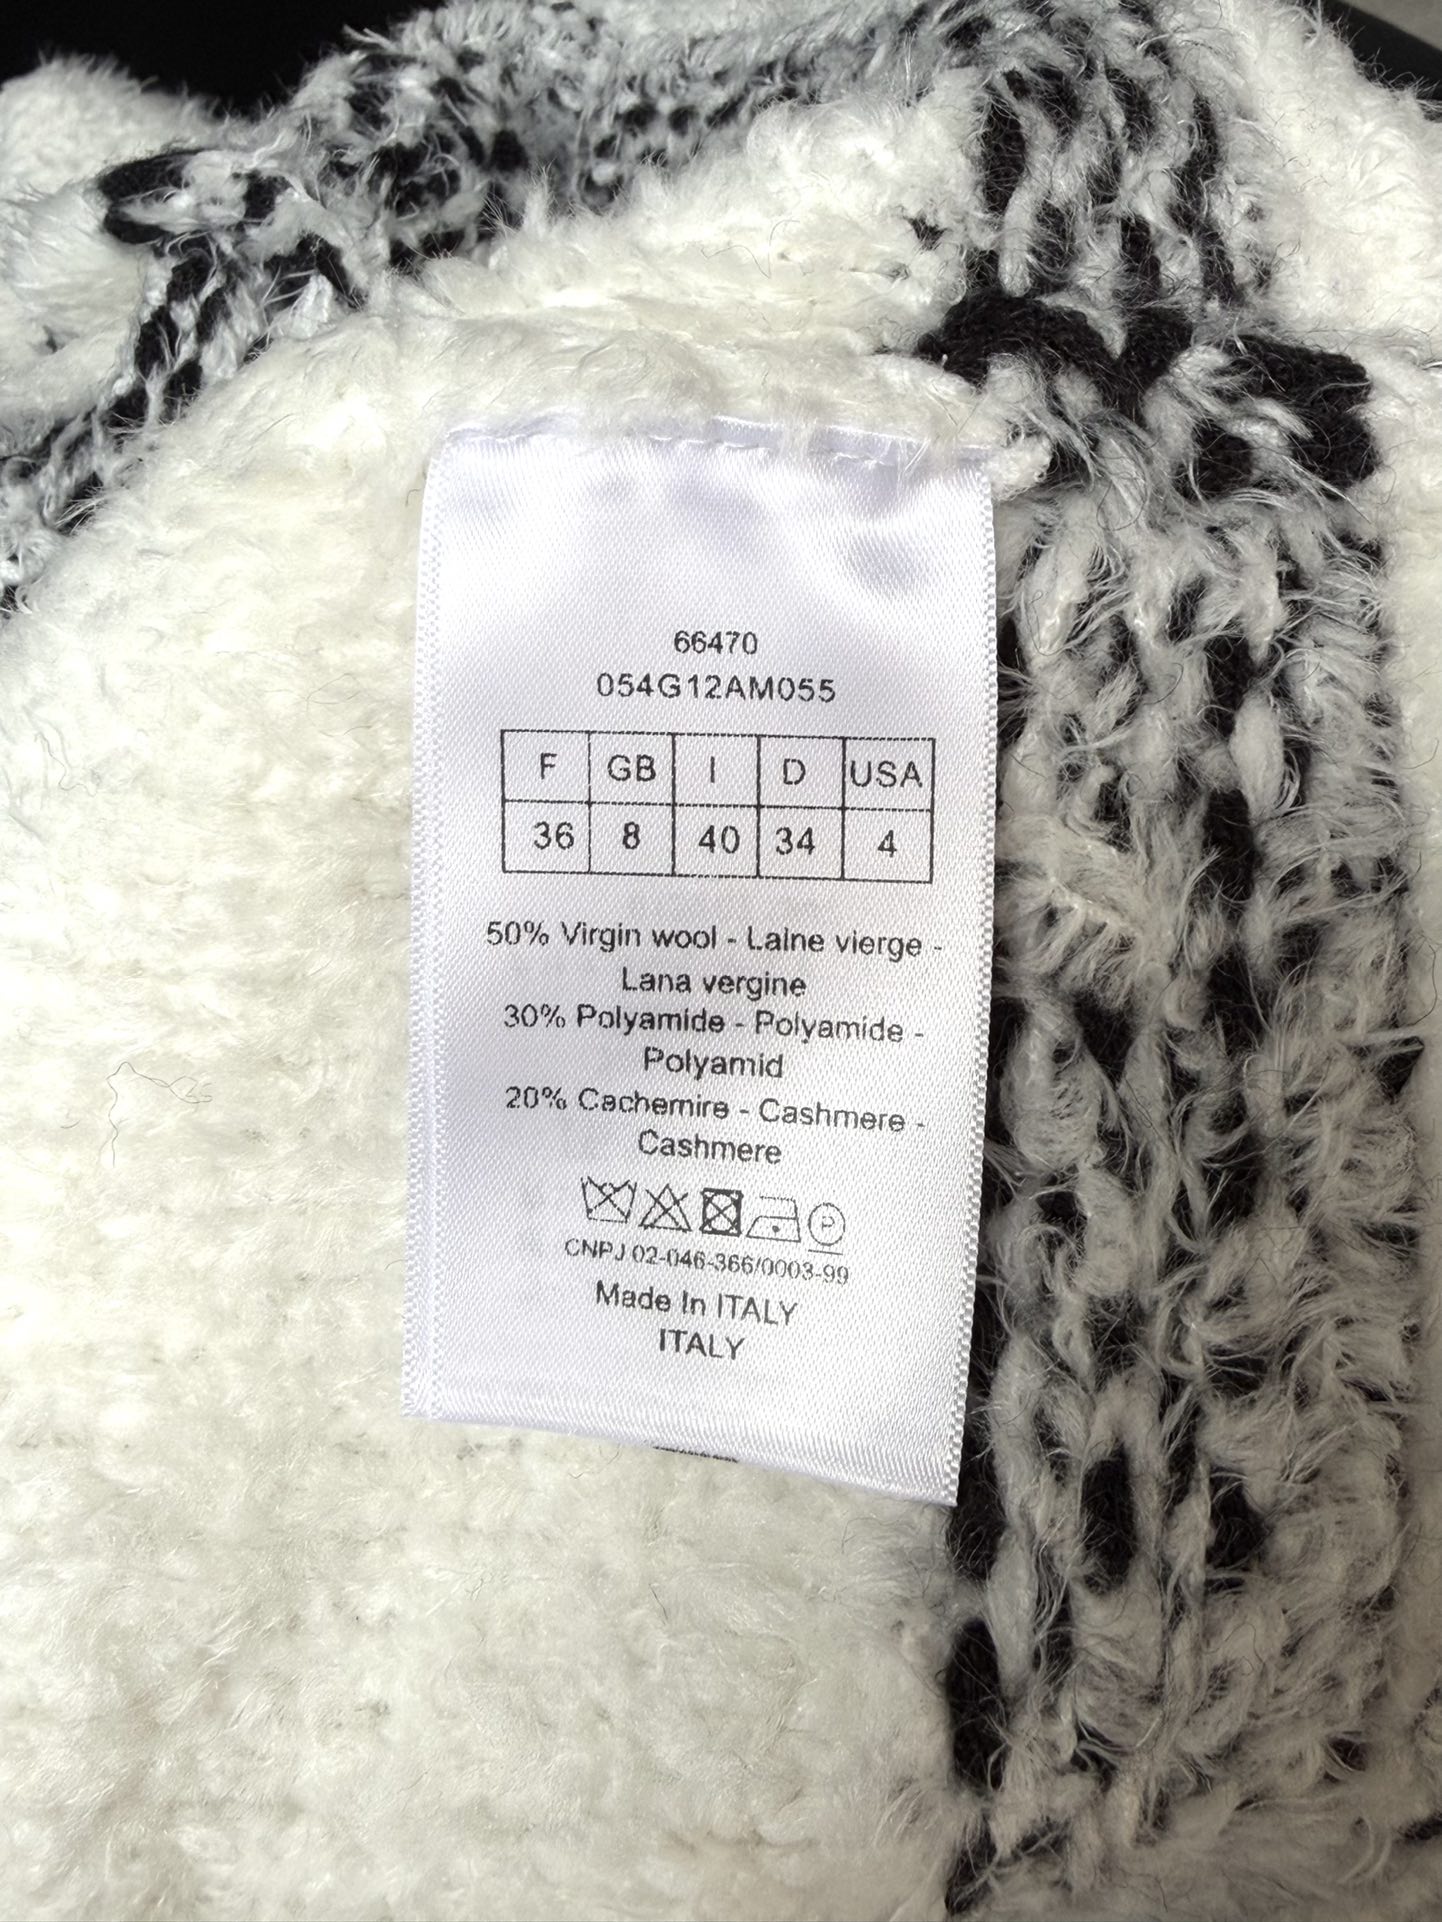 66470
054G12AM055
F GB I D USA
36 8 40 34 4
50% Virgin wool - Laine vierge -
Lana vergine
30% Polyamide - Polyamide -
Polyamid
20% Cachemire - Cashmere -
Cashmere
P
CNPJ 02-046-366/0003-99
Made In ITALY
ITALY